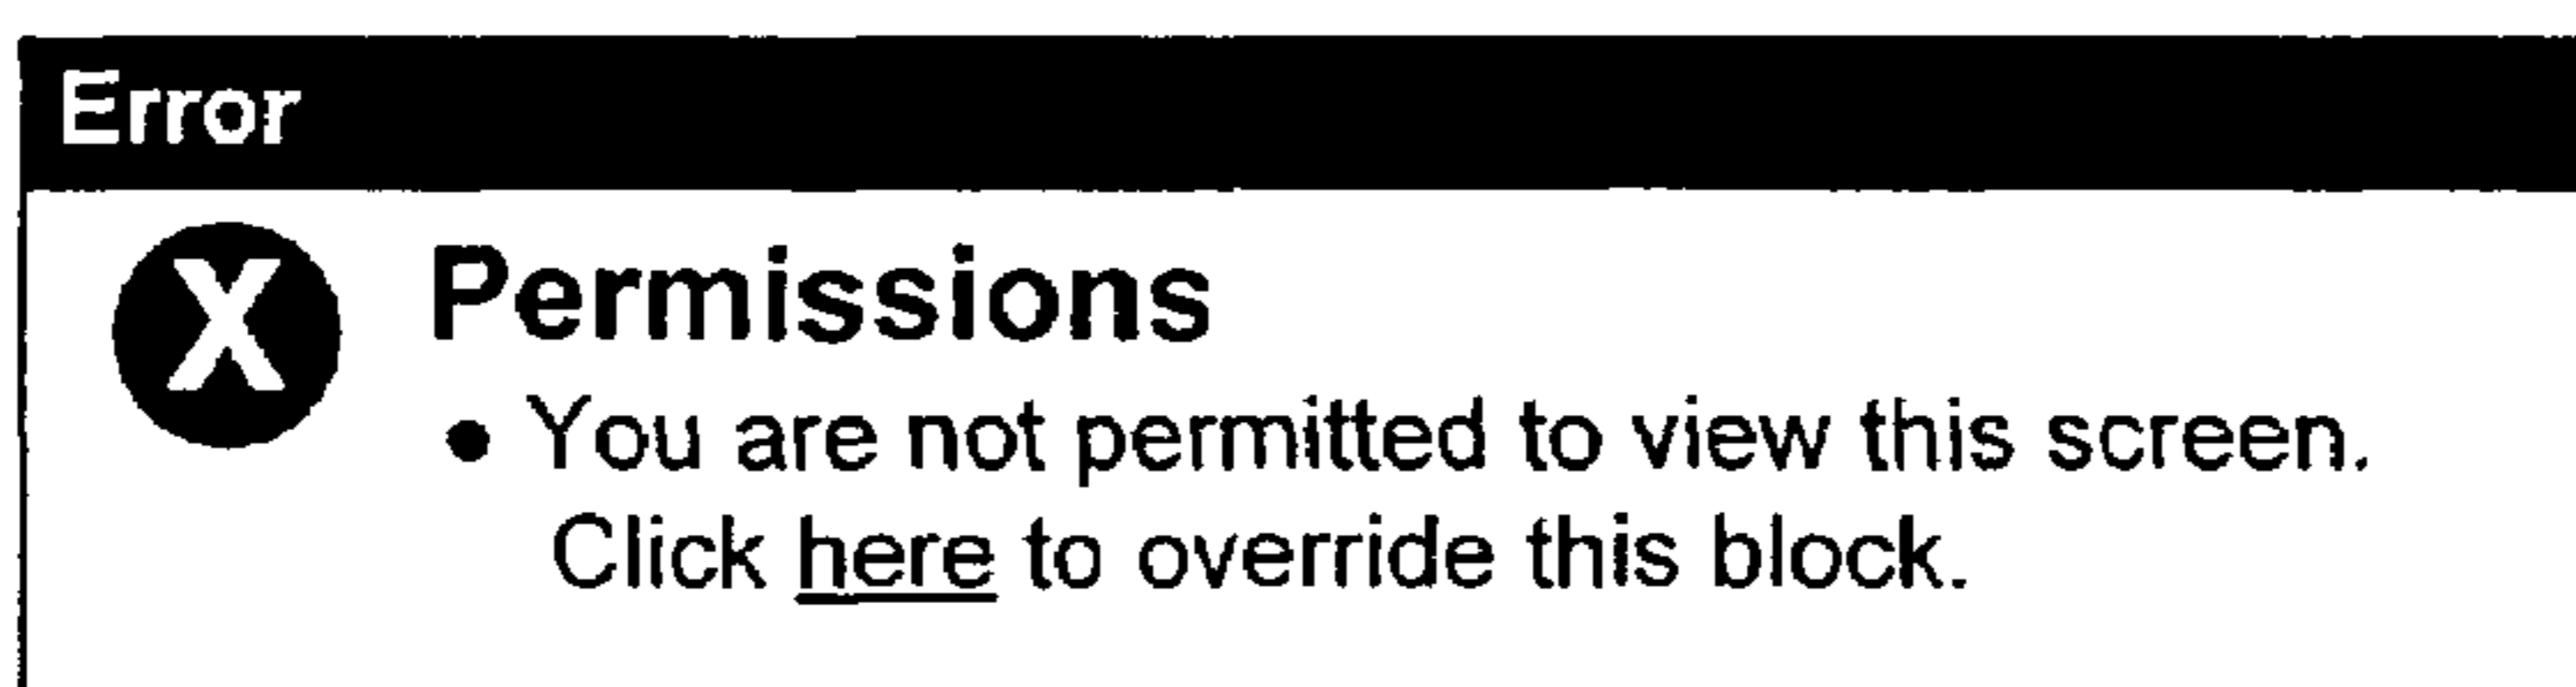 Error
X Permissions
• You are not permitted to view this screen.
Click here to override this block.